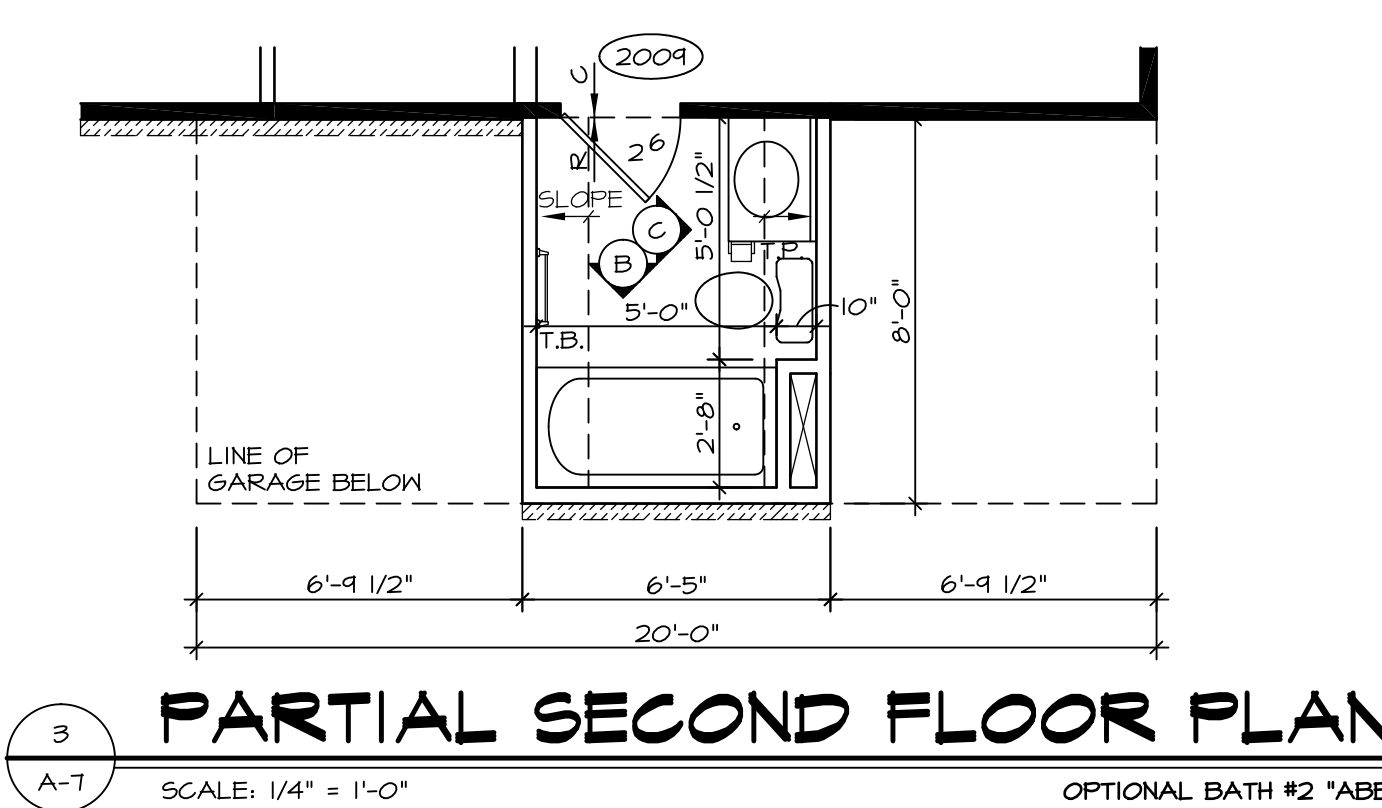 2009
C
R
2⁶
5'-0 1/2"
SLOPE
C
B
T.P.
5'-0"
10"
8'-0"
T.B.
2'-8"
LINE OF
GARAGE BELOW
6'-9 1/2"
6'-5"
6'-9 1/2"
20'-0"
PARTIAL SECOND FLOOR PLAN
3
A-7
SCALE: 1/4" = 1'-0"
OPTIONAL BATH #2